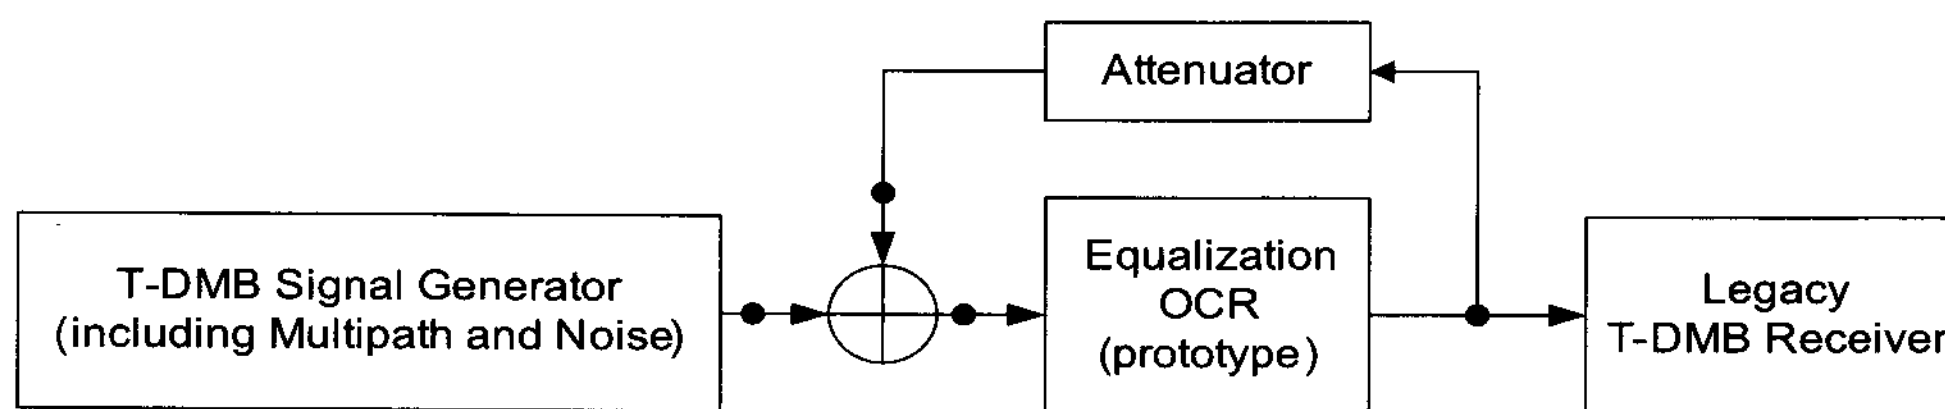 Attenuator
T-DMB Signal Generator
(including Multipath and Noise)
Equalization
OCR
(prototype)
Legacy
T-DMB Receiver